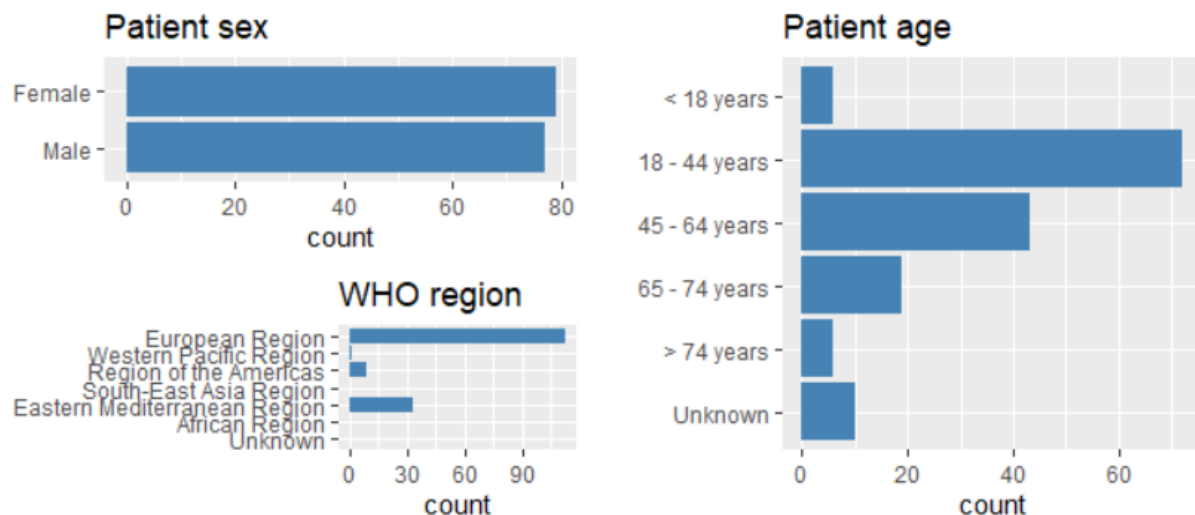 Patient sex
Female
Male
0 20 40 60 80
count
WHO region
European Region
Western Pacific Region
Region of the Americas
South-East Asia Region
Eastern Mediterranean Region
African Region
Unknown
0 30 60 90
count
Patient age
< 18 years
18 - 44 years
45 - 64 years
65 - 74 years
> 74 years
Unknown
0 20 40 60
count